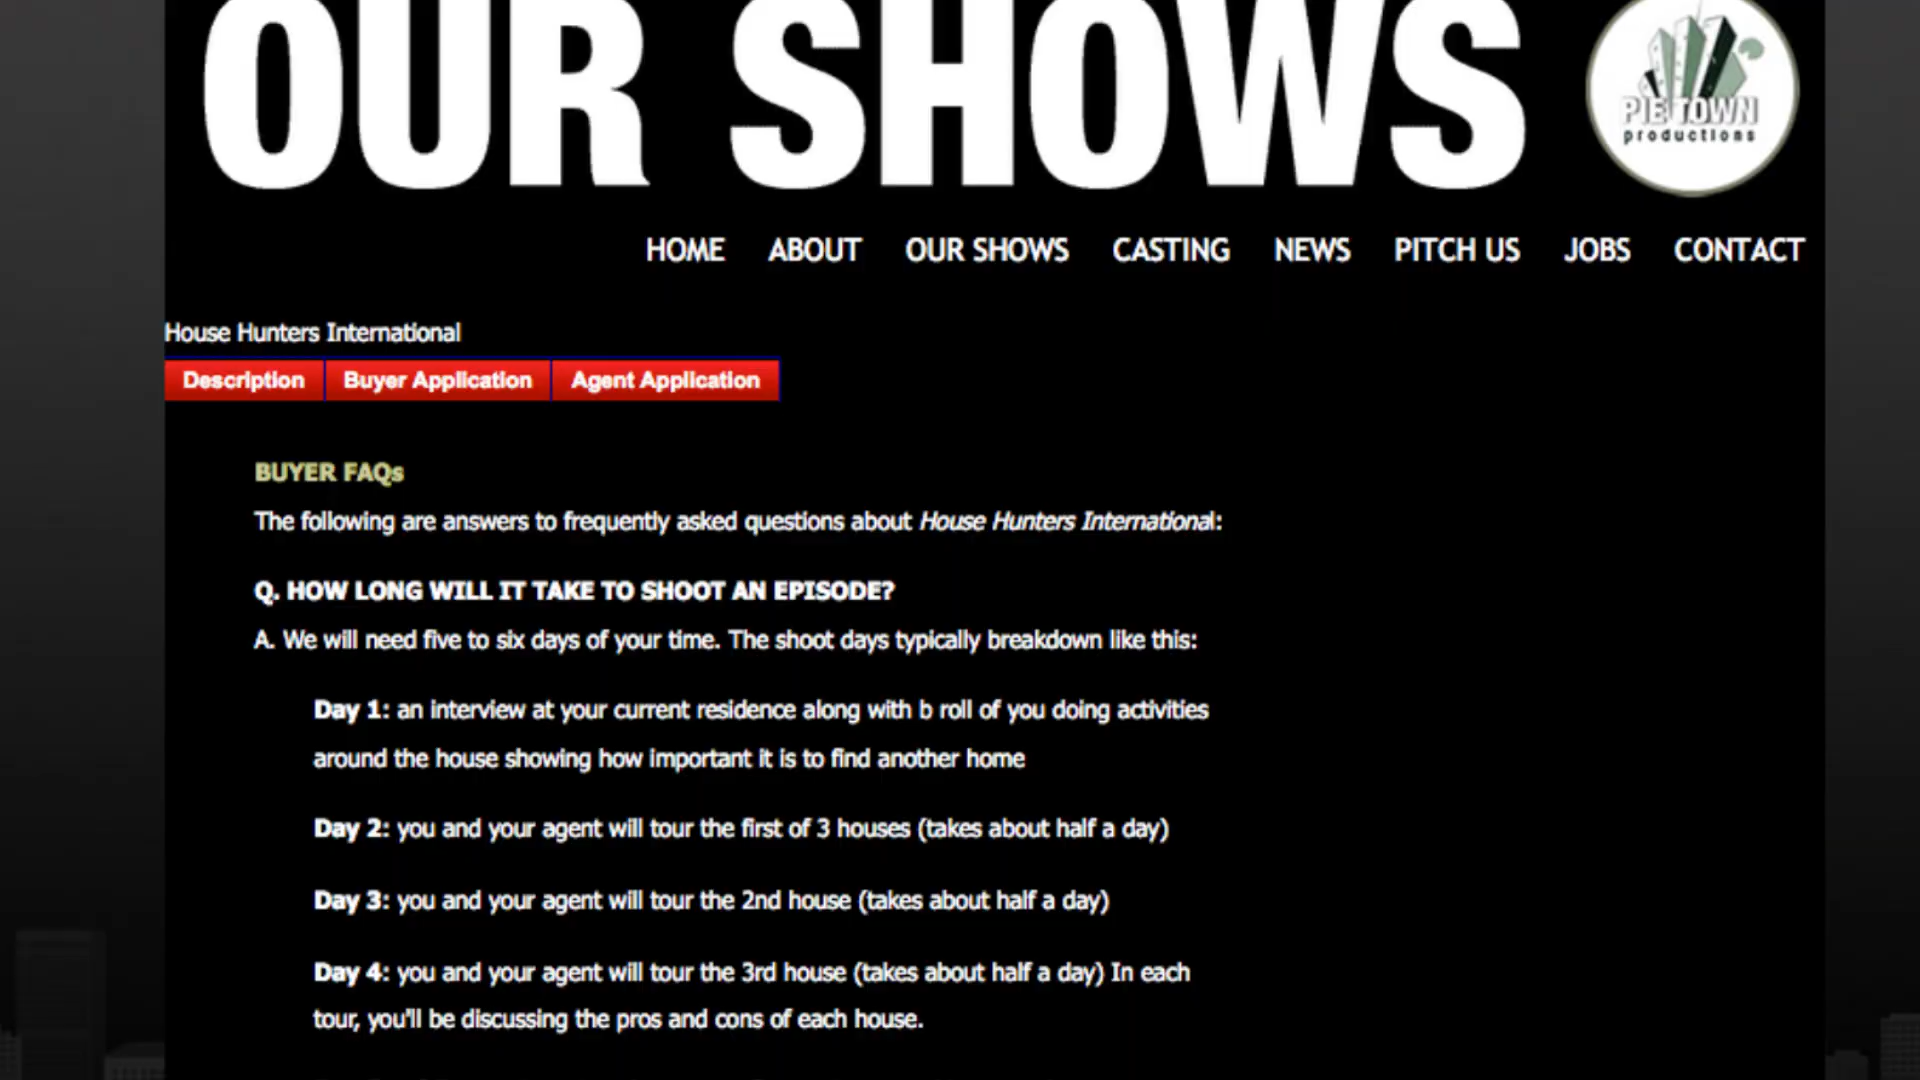 OUR SHOWS
PIE TOWN
productions
HOME ABOUT OUR SHOWS CASTING NEWS PITCH US JOBS CONTACT
House Hunters International
Description Buyer Application Agent Application
BUYER FAQs
The following are answers to frequently asked questions about House Hunters International:
Q. HOW LONG WILL IT TAKE TO SHOOT AN EPISODE?
A. We will need five to six days of your time. The shoot days typically breakdown like this:
Day 1: an interview at your current residence along with b roll of you doing activities
around the house showing how important it is to find another home
Day 2: you and your agent will tour the first of 3 houses (takes about half a day)
Day 3: you and your agent will tour the 2nd house (takes about half a day)
Day 4: you and your agent will tour the 3rd house (takes about half a day) In each
tour, you'll be discussing the pros and cons of each house.